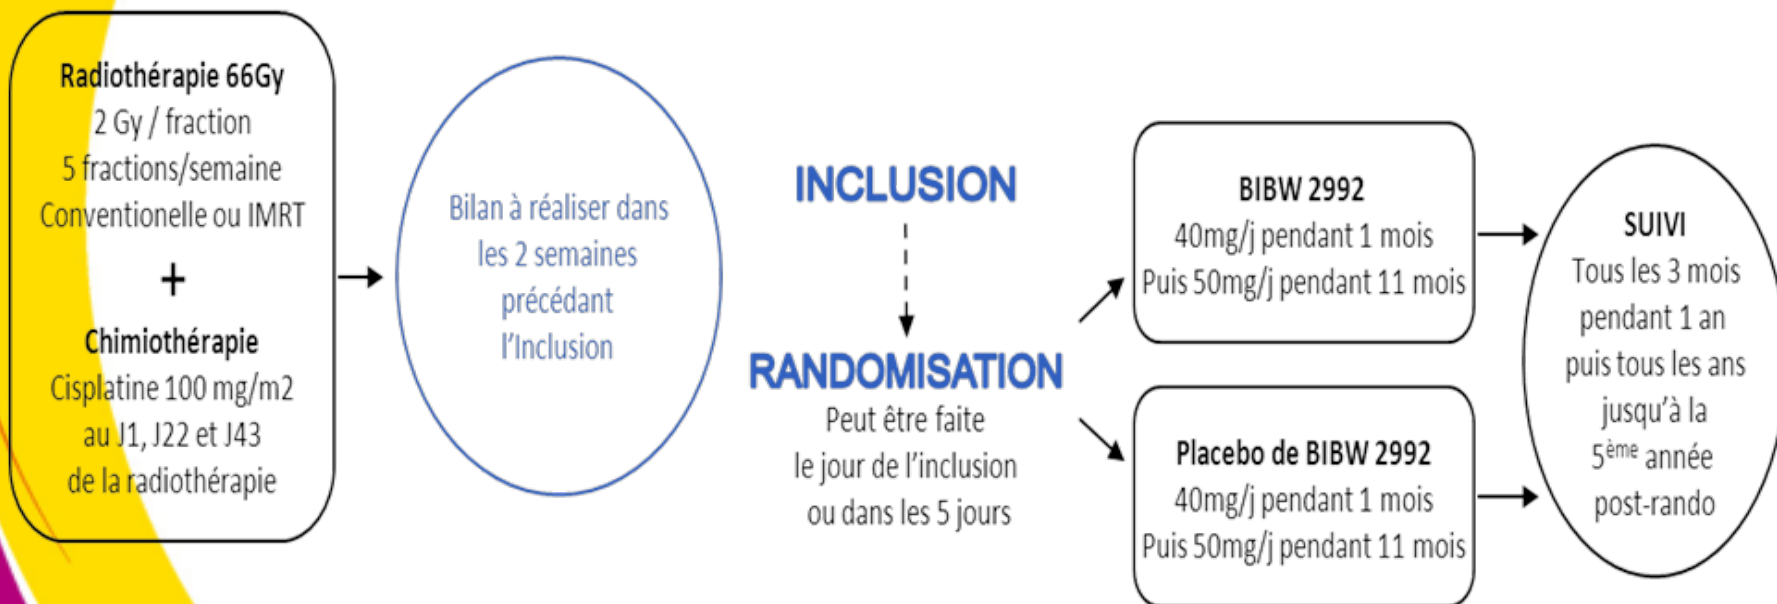 Radiothérapie 66Gy
2 Gy / fraction
5 fractions/semaine
Conventionelle ou IMRT
+
Chimiothérapie
Cisplatine 100 mg/m2
au J1, J22 et J43
de la radiothérapie
Bilan à réaliser dans
les 2 semaines
précédant
l’Inclusion
INCLUSION
RANDOMISATION
Peut être faite
le jour de l’inclusion
ou dans les 5 jours
BIBW 2992
40mg/j pendant 1 mois
Puis 50mg/j pendant 11 mois
Placebo de BIBW 2992
40mg/j pendant 1 mois
Puis 50mg/j pendant 11 mois
SUIVI
Tous les 3 mois
pendant 1 an
puis tous les ans
jusqu’à la
5ème année
post-rando